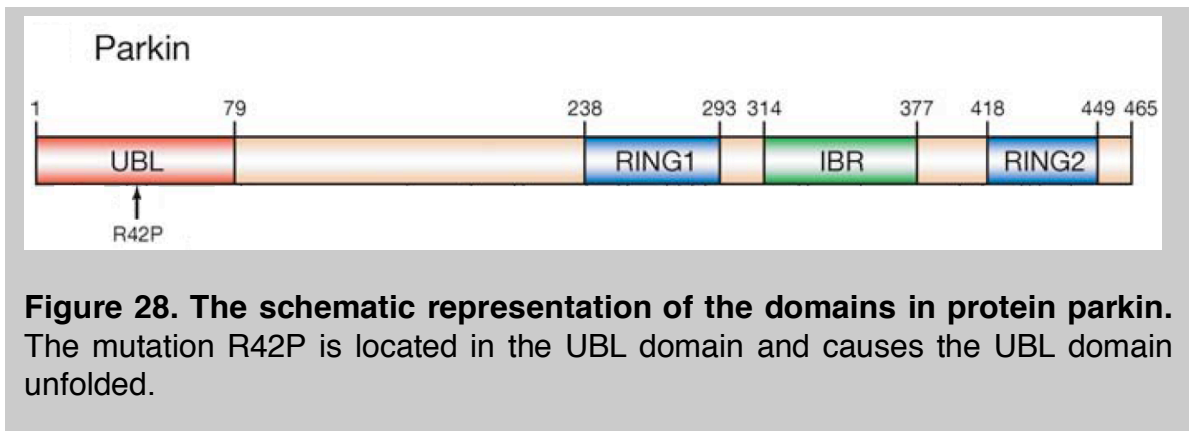 Parkin
1 79 238 293 314 377 418 449 465
UBL RING1 IBR RING2
R42P
Figure 28. The schematic representation of the domains in protein parkin.
The mutation R42P is located in the UBL domain and causes the UBL domain
unfolded.